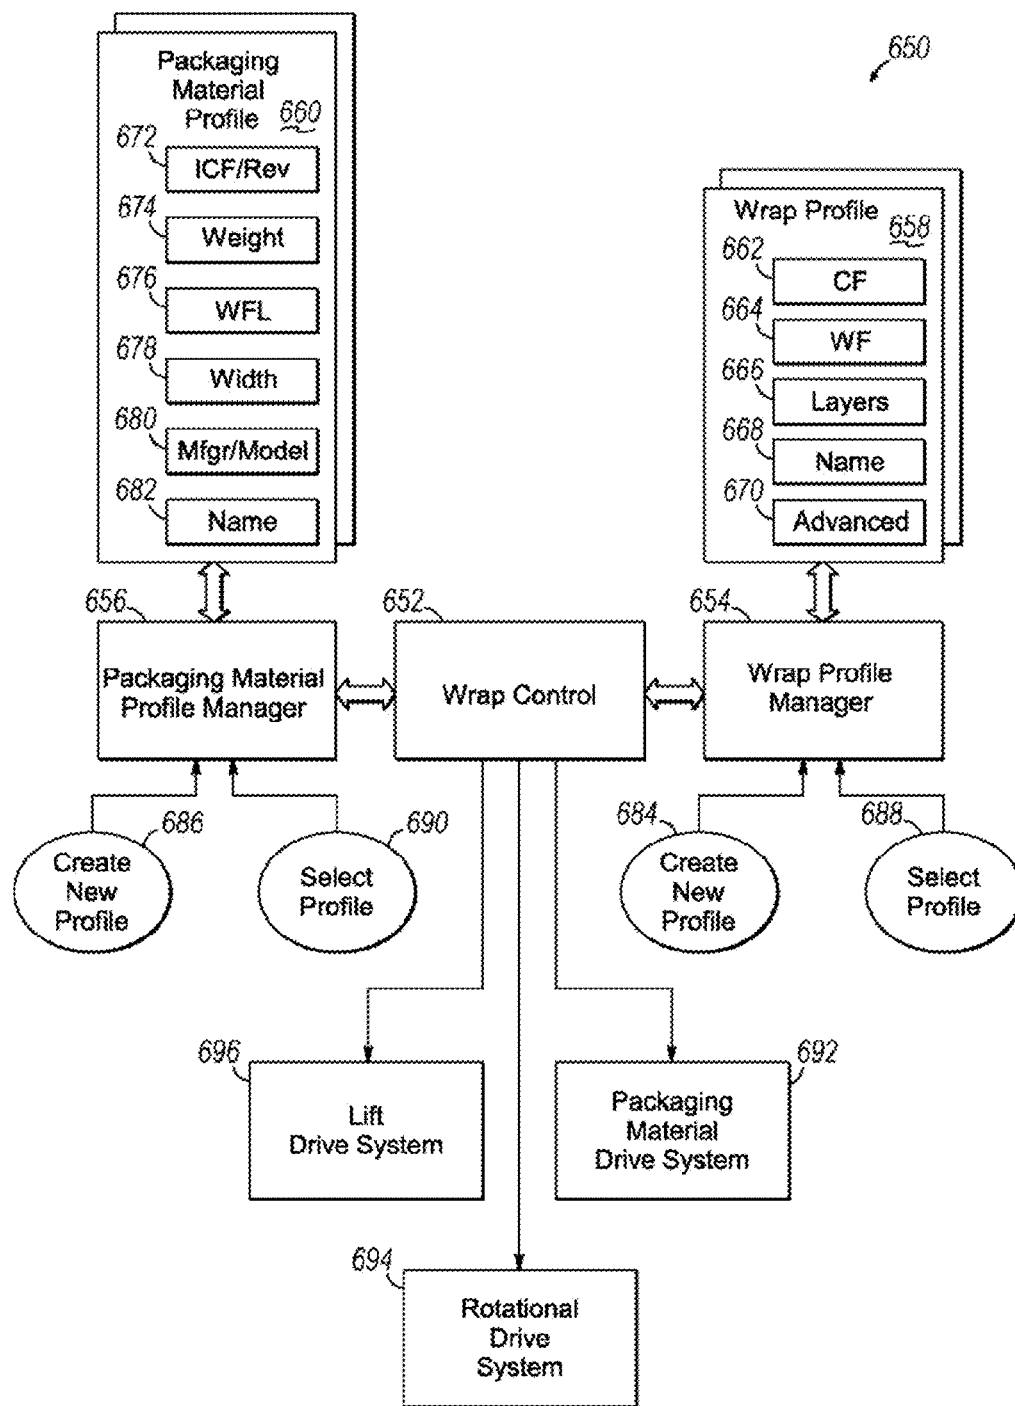 650
Packaging
Material
Profile
660
672
ICF/Rev
674
Weight
676
WFL
678
Width
680
Mfgr/Model
682
Name
Wrap Profile
658
662
CF
664
WF
666
Layers
668
Name
670
Advanced
656
Packaging Material
Profile Manager
652
Wrap Control
654
Wrap Profile
Manager
686
Create
New
Profile
690
Select
Profile
684
Create
New
Profile
688
Select
Profile
696
Lift
Drive System
692
Packaging
Material
Drive System
694
Rotational
Drive
System